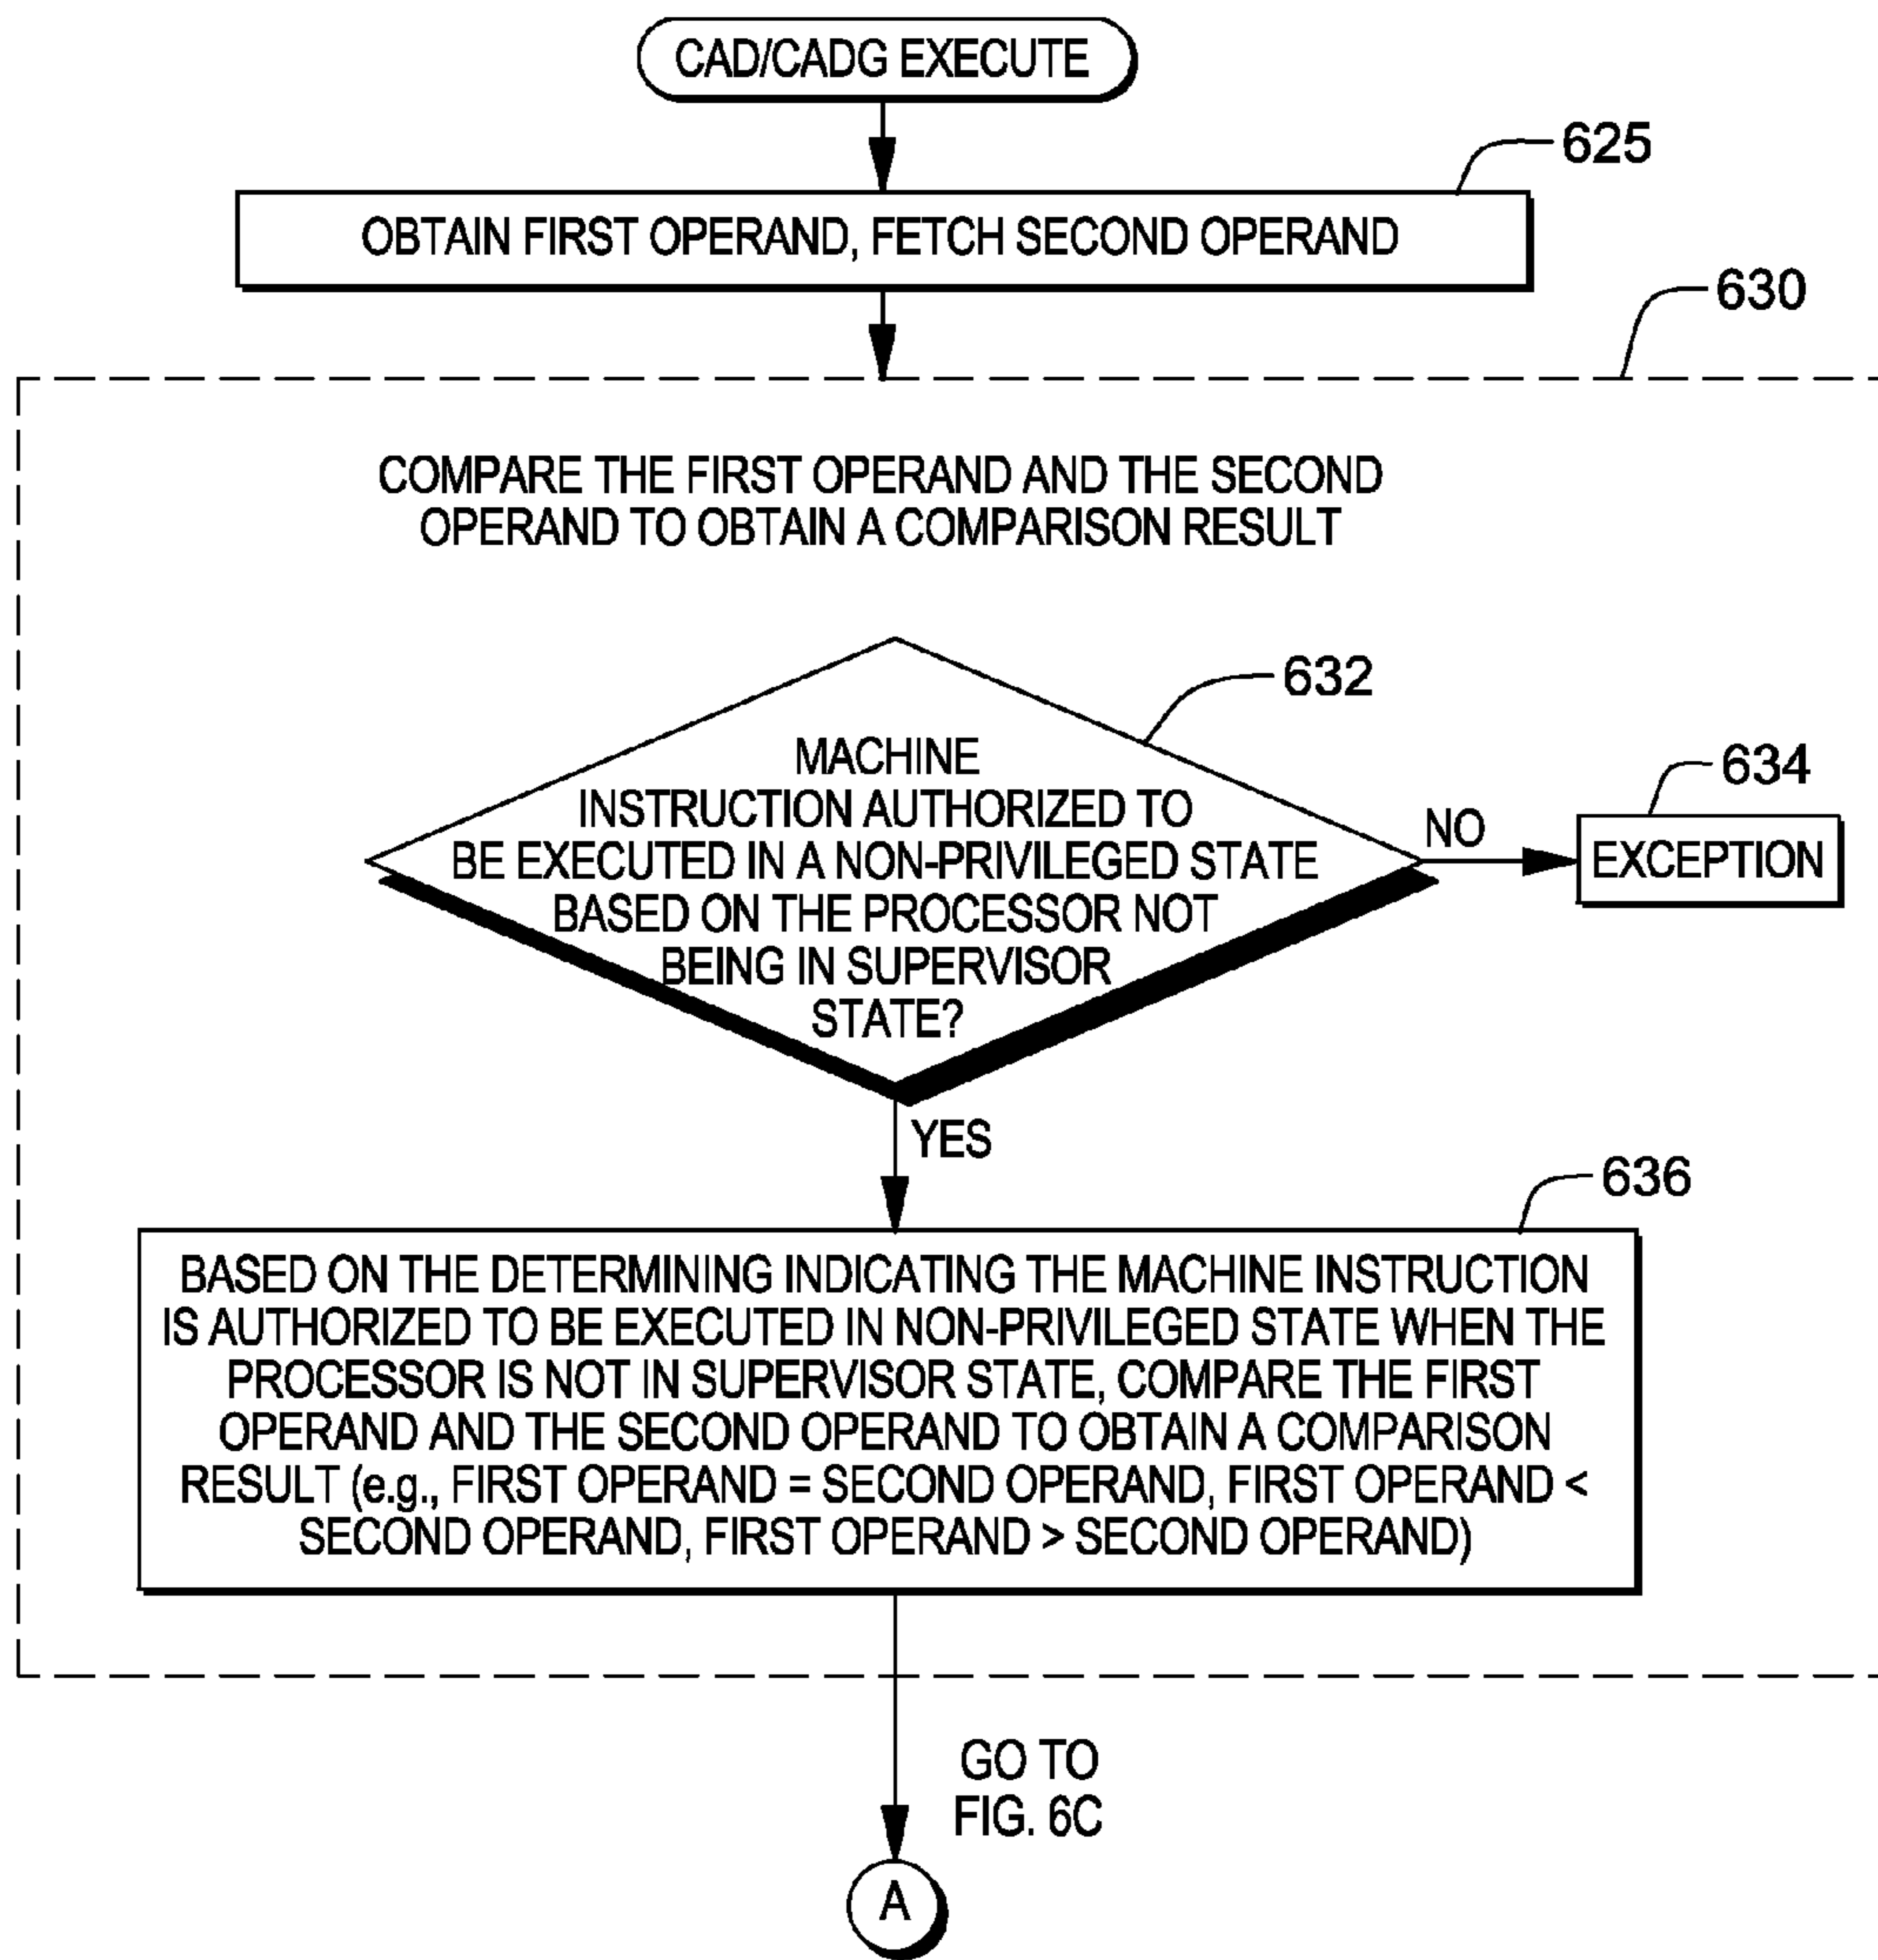 CAD/CADG EXECUTE
625
OBTAIN FIRST OPERAND, FETCH SECOND OPERAND
630
COMPARE THE FIRST OPERAND AND THE SECOND
OPERAND TO OBTAIN A COMPARISON RESULT
632
MACHINE
INSTRUCTION AUTHORIZED TO
BE EXECUTED IN A NON-PRIVILEGED STATE
BASED ON THE PROCESSOR NOT
BEING IN SUPERVISOR
STATE?
634
NO
EXCEPTION
YES
636
BASED ON THE DETERMINING INDICATING THE MACHINE INSTRUCTION
IS AUTHORIZED TO BE EXECUTED IN NON-PRIVILEGED STATE WHEN THE
PROCESSOR IS NOT IN SUPERVISOR STATE, COMPARE THE FIRST
OPERAND AND THE SECOND OPERAND TO OBTAIN A COMPARISON
RESULT (e.g., FIRST OPERAND = SECOND OPERAND, FIRST OPERAND <
SECOND OPERAND, FIRST OPERAND > SECOND OPERAND)
GO TO
FIG. 6C
A